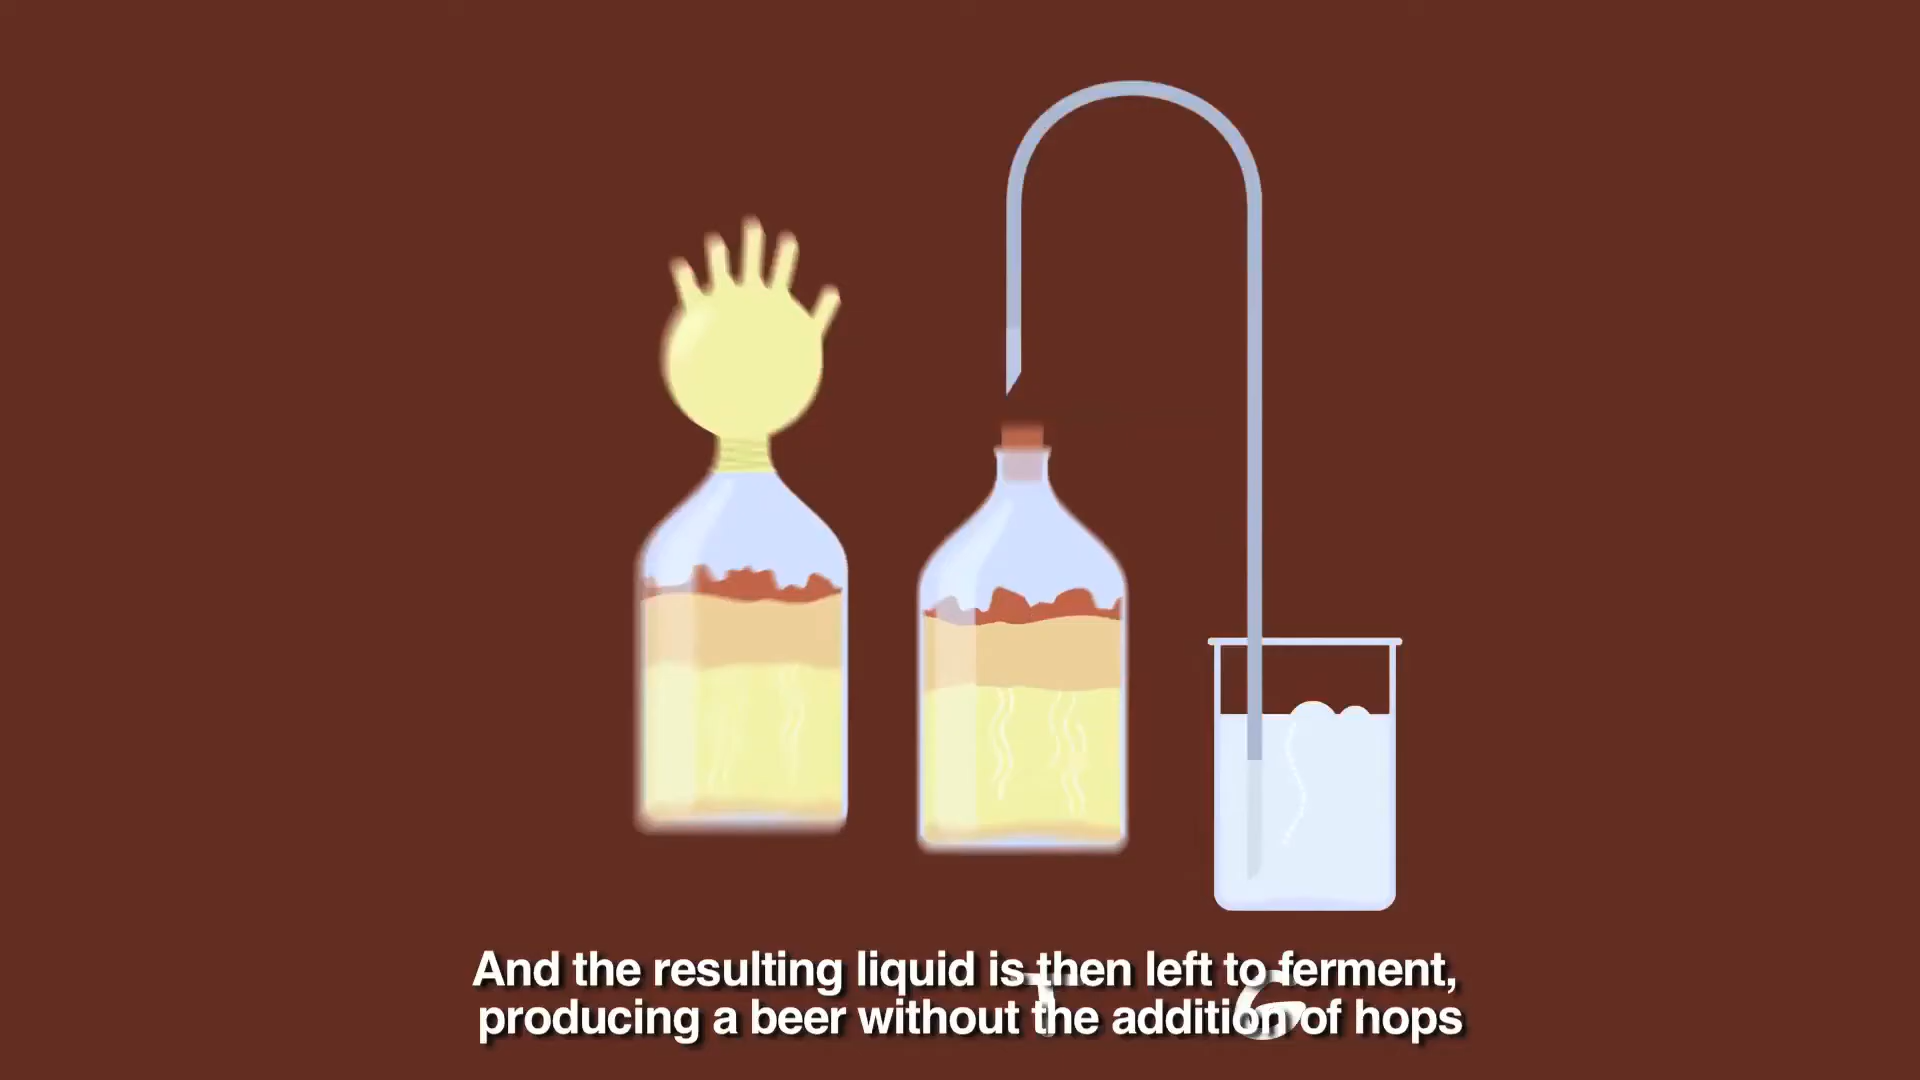 And the resulting liquid is then left to ferment,
producing a beer without the addition of hops